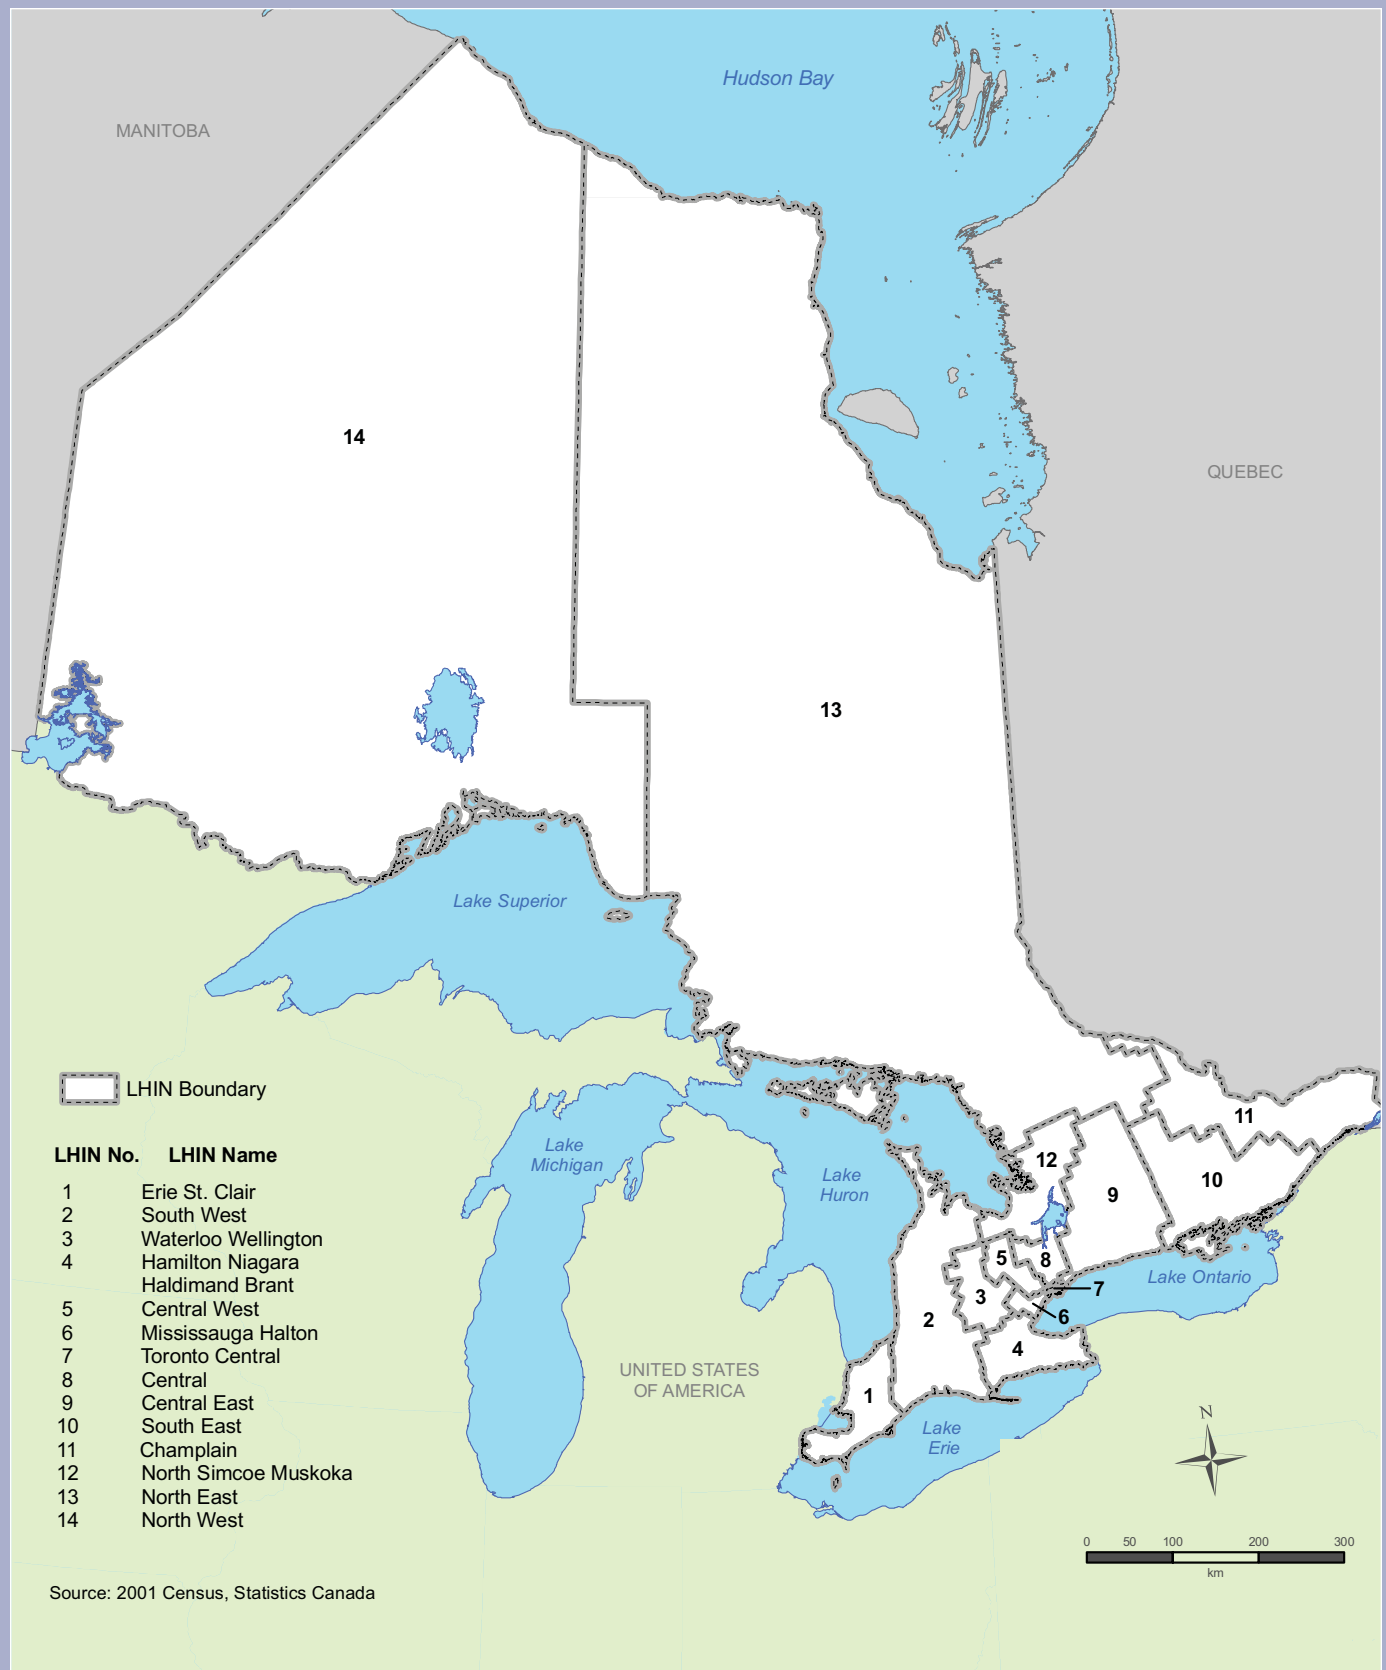 Hudson Bay
MANITOBA
14
QUEBEC
13
Lake Superior
LHIN Boundary
11
Lake
Michigan
12
LHIN No. LHIN Name
Lake
Huron
10
9
1 Erie St. Clair
2 South West
3 Waterloo Wellington
4 Hamilton Niagara
Haldimand Brant
5 Central West
6 Mississauga Halton
7 Toronto Central
8 Central
9 Central East
10 South East
11 Champlain
12 North Simcoe Muskoka
13 North East
14 North West
5
8
Lake Ontario
7
3
6
2
4
UNITED STATES
OF AMERICA
1
Lake
Erie
N
0 50 100 200 300
km
Source: 2001 Census, Statistics Canada